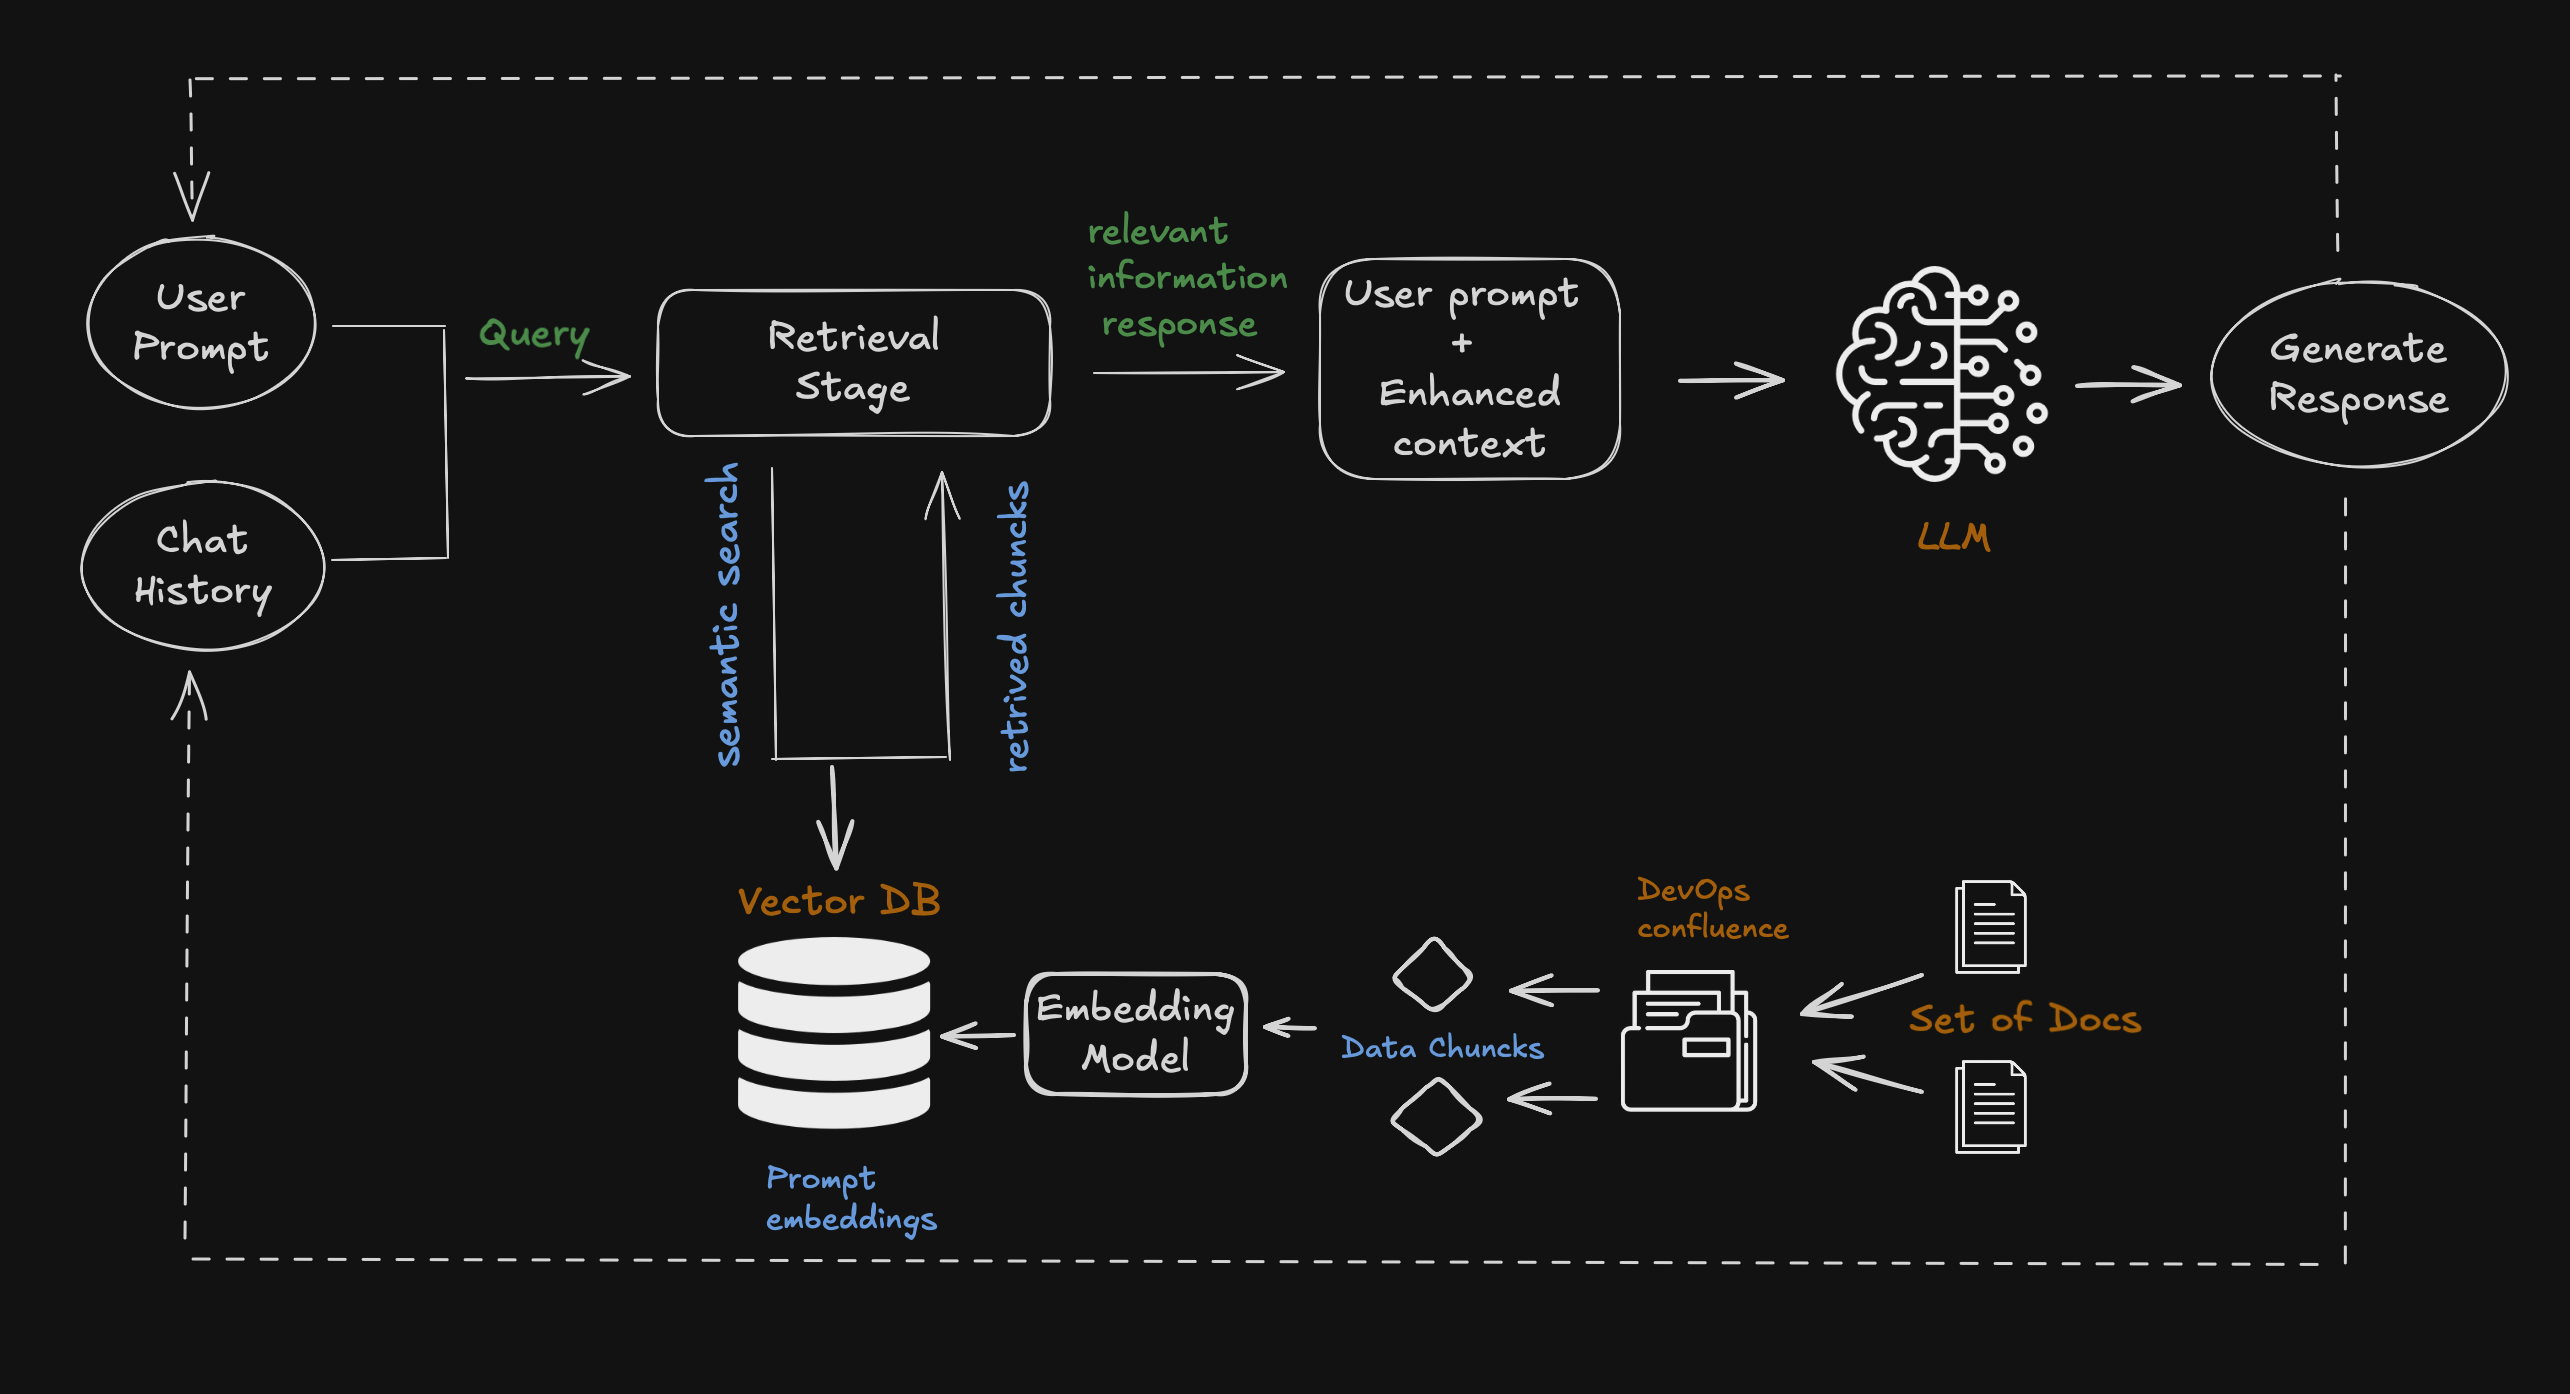 User
Prompt
Chat
History
Query
Retrieval
Stage
relevant
information
response
User prompt
+
Enhanced
context
LLM
Generate
Response
semantic search
retrived chuncks
Vector DB
Prompt
embeddings
Embedding
Model
Data Chuncks
DevOps
confluence
Set of Docs